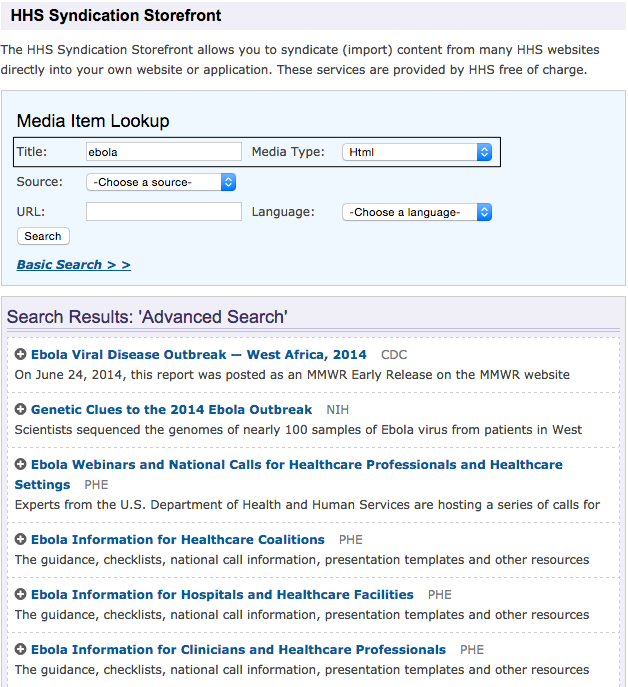 HHS Syndication Storefront
The HHS Syndication Storefront allows you to syndicate (import) content from many HHS websites
directly into your own website or application. These services are provided by HHS free of charge.
Media Item Lookup
Title: ebola Media Type: Html
Source: -Choose a source-
URL: Language: -Choose a language-
Search
Basic Search > >
Search Results: 'Advanced Search'
Ebola Viral Disease Outbreak — West Africa, 2014 CDC
On June 24, 2014, this report was posted as an MMWR Early Release on the MMWR website
Genetic Clues to the 2014 Ebola Outbreak NIH
Scientists sequenced the genomes of nearly 100 samples of Ebola virus from patients in West
Ebola Webinars and National Calls for Healthcare Professionals and Healthcare
Settings PHE
Experts from the U.S. Department of Health and Human Services are hosting a series of calls for
Ebola Information for Healthcare Coalitions PHE
The guidance, checklists, national call information, presentation templates and other resources
Ebola Information for Hospitals and Healthcare Facilities PHE
The guidance, checklists, national call information, presentation templates and other resources
Ebola Information for Clinicians and Healthcare Professionals PHE
The guidance, checklists, national call information, presentation templates and other resources